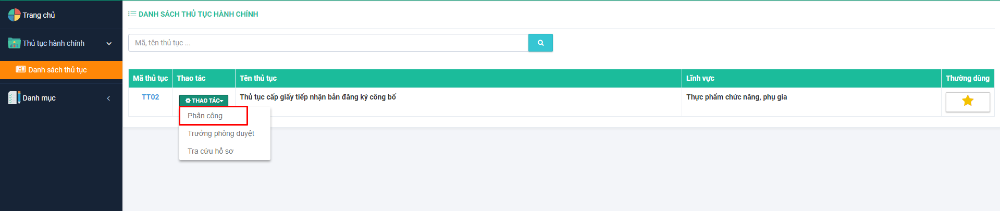 Trang chủ
Thủ tục hành chính
Danh sách thủ tục
Danh mục
DANH SÁCH THỦ TỤC HÀNH CHÍNH
Mã, tên thủ tục ...
Mã thủ tục Thao tác Tên thủ tục Lĩnh vực Thường dùng
TT02 THAO TÁC Thủ tục cấp giấy tiếp nhận bản đăng ký công bố Thực phẩm chức năng, phụ gia
Phân công
Trưởng phòng duyệt
Tra cứu hồ sơ